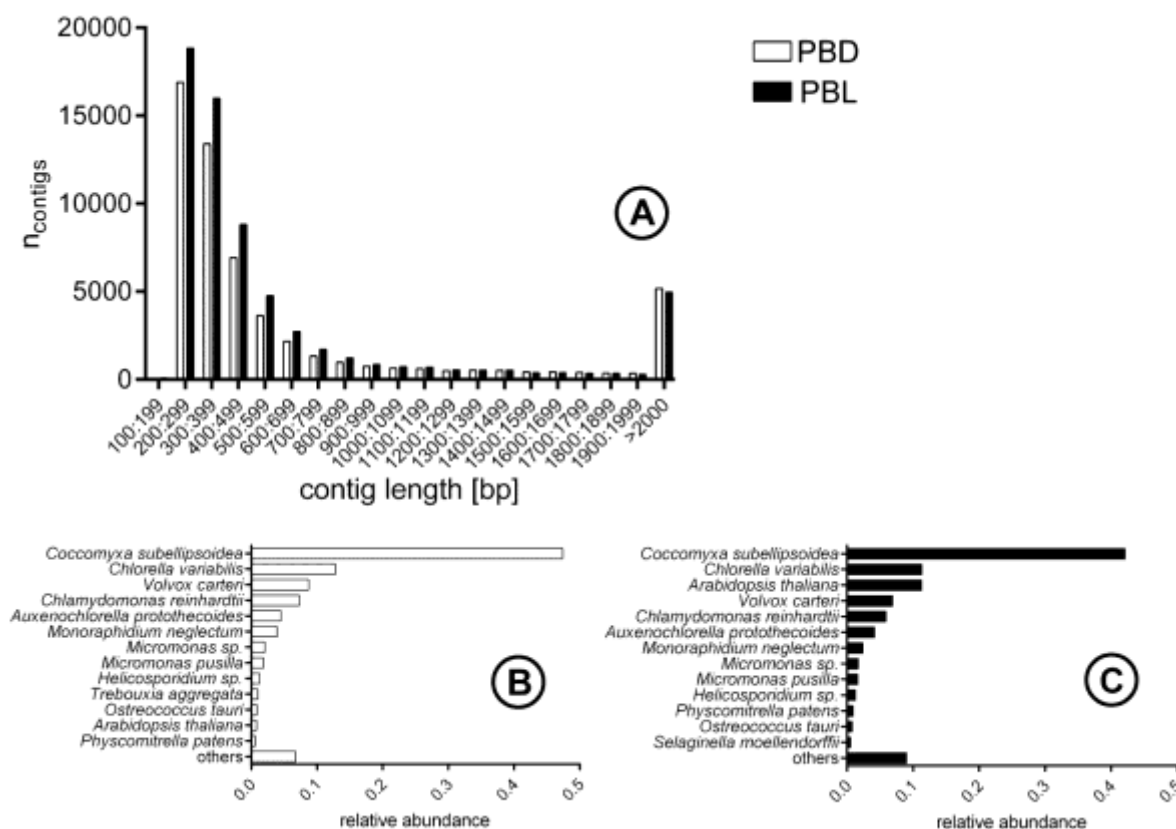 20000
15000
10000
5000
0
n contigs
PBD
PBL
A
100:199
200:299
300:399
400:499
500:599
600:699
700:799
800:899
900:999
1000:1099
1100:1199
1200:1299
1300:1399
1400:1499
1500:1599
1600:1699
1700:1799
1800:1899
1900:1999
>2000
contig length [bp]
Coccomyxa subellipsoidea
Chlorella variabilis
Volvox carteri
Chlamydomonas reinhardtii
Auxenochlorella protothecoides
Monoraphidium neglectum
Micromonas sp.
Micromonas pusilla
Helicosporidium sp.
Trebouxia aggregata
Ostreococcus tauri
Arabidopsis thaliana
Physcomitrella patens
others
B
0.0 0.1 0.2 0.3 0.4 0.5
relative abundance
Coccomyxa subellipsoidea
Chlorella variabilis
Arabidopsis thaliana
Volvox carteri
Chlamydomonas reinhardtii
Auxenochlorella protothecoides
Monoraphidium neglectum
Micromonas sp.
Micromonas pusilla
Helicosporidium sp.
Physcomitrella patens
Ostreococcus tauri
Selaginella moellendorffii
others
C
0.0 0.1 0.2 0.3 0.4 0.5
relative abundance